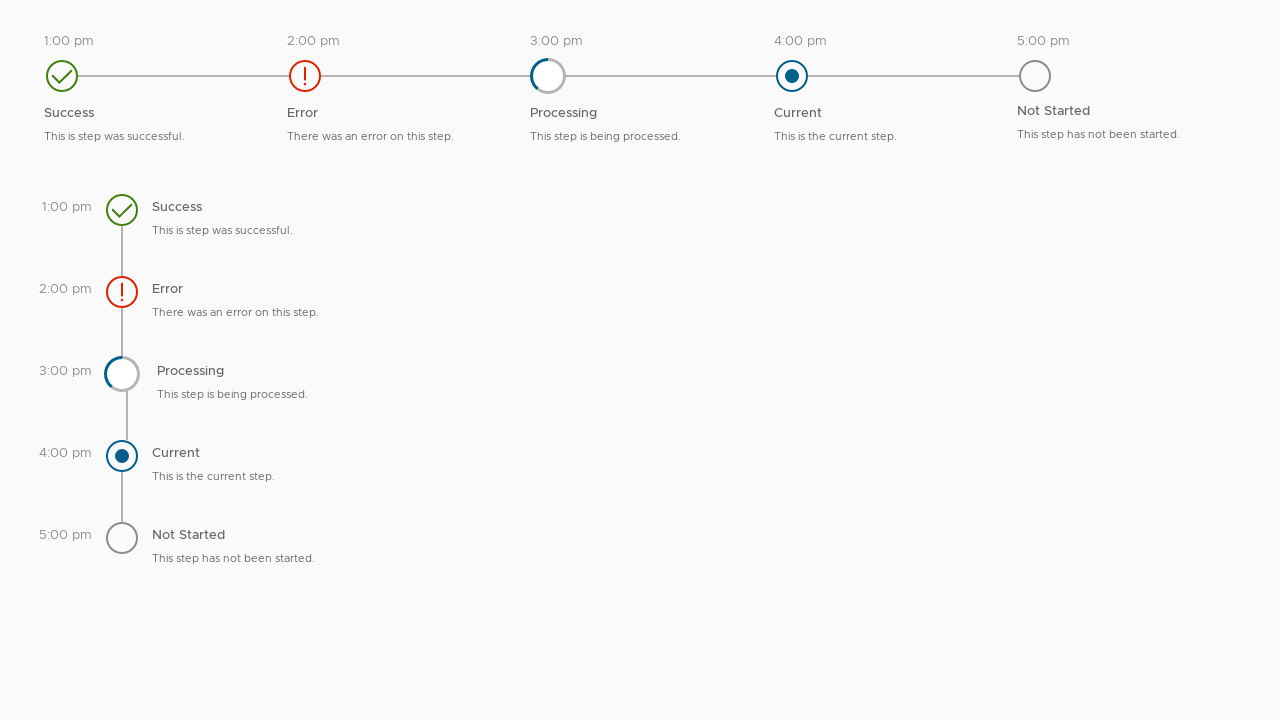 1:00 pm
2:00 pm
3:00 pm
4:00 pm
5:00 pm
Success
Error
Processing
Current
Not Started
This is step was successful.
There was an error on this step.
This step is being processed.
This is the current step.
This step has not been started.
1:00 pm
Success
This is step was successful.
2:00 pm
Error
There was an error on this step.
3:00 pm
Processing
This step is being processed.
4:00 pm
Current
This is the current step.
5:00 pm
Not Started
This step has not been started.